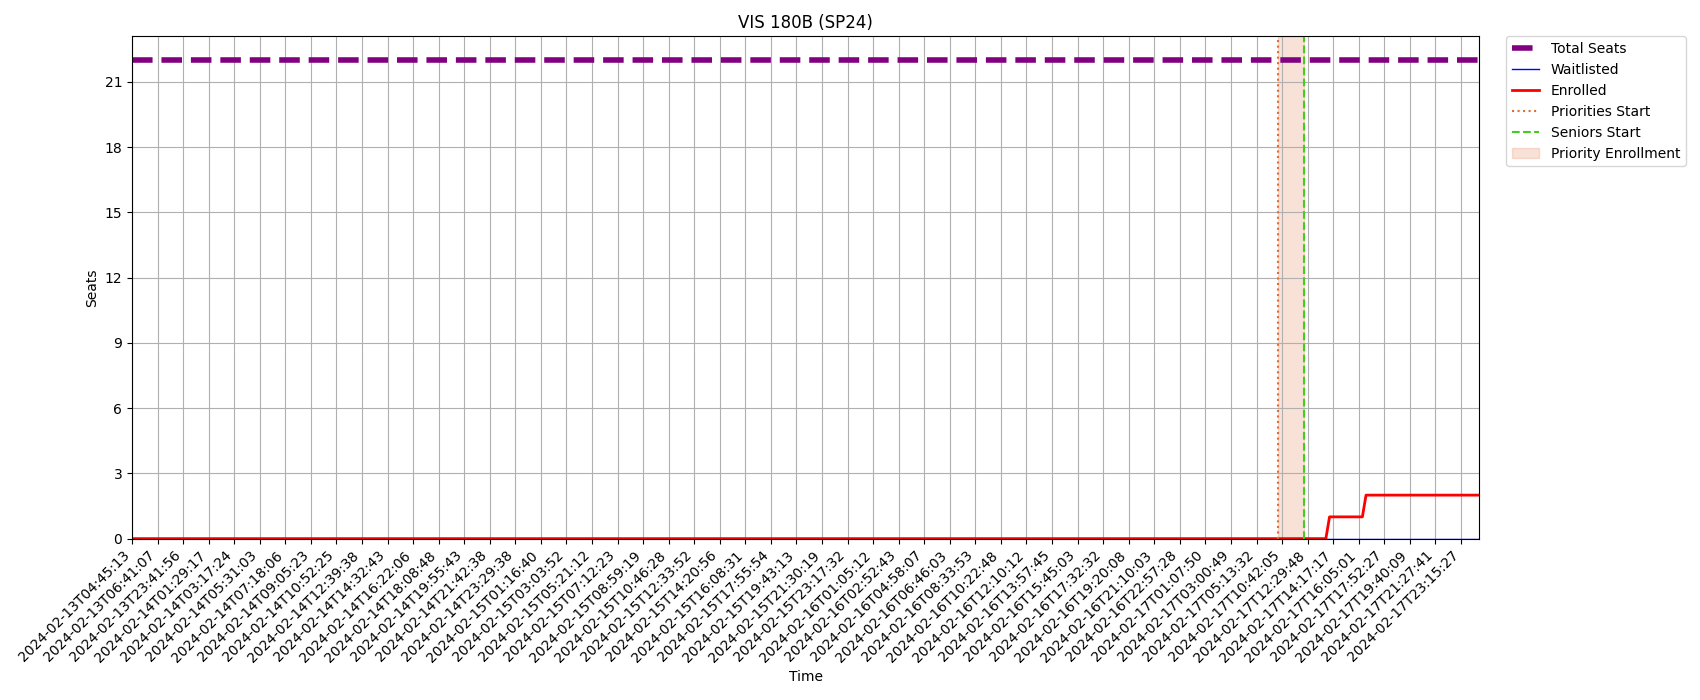 VIS 180B (SP24)
Total Seats
Waitlisted
Enrolled
Priorities Start
Seniors Start
Priority Enrollment
Seats
21
18
15
12
9
6
3
0
2024-02-13T04:45:13
2024-02-13T06:41:07
2024-02-13T23:41:56
2024-02-14T01:29:17
2024-02-14T03:17:24
2024-02-14T05:31:03
2024-02-14T07:18:06
2024-02-14T09:05:23
2024-02-14T10:52:25
2024-02-14T12:39:38
2024-02-14T14:32:43
2024-02-14T16:22:06
2024-02-14T18:08:48
2024-02-14T19:55:43
2024-02-14T21:42:38
2024-02-14T23:29:38
2024-02-15T01:16:40
2024-02-15T03:03:52
2024-02-15T05:21:12
2024-02-15T07:12:23
2024-02-15T08:59:19
2024-02-15T10:46:28
2024-02-15T12:33:52
2024-02-15T14:20:56
2024-02-15T16:08:31
2024-02-15T17:55:54
2024-02-15T19:43:13
2024-02-15T21:30:19
2024-02-15T23:17:32
2024-02-16T01:05:12
2024-02-16T02:52:43
2024-02-16T04:58:07
2024-02-16T06:46:03
2024-02-16T08:33:53
2024-02-16T10:22:48
2024-02-16T12:10:12
2024-02-16T13:57:45
2024-02-16T15:45:03
2024-02-16T17:32:32
2024-02-16T19:20:08
2024-02-16T21:10:03
2024-02-16T22:57:28
2024-02-17T01:07:50
2024-02-17T03:00:49
2024-02-17T05:13:32
2024-02-17T10:42:05
2024-02-17T12:29:48
2024-02-17T14:17:17
2024-02-17T16:05:01
2024-02-17T17:52:27
2024-02-17T19:40:09
2024-02-17T21:27:41
2024-02-17T23:15:27
Time